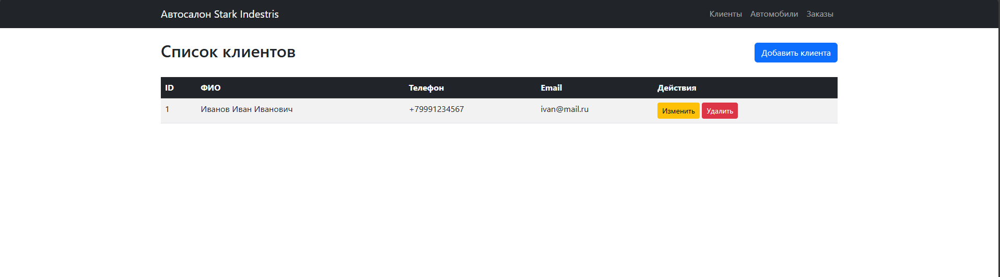 Автосалон Stark Indestris Клиенты Автомобили Заказы
Список клиентов Добавить клиента
ID ФИО Телефон Email Действия
1 Иванов Иван Иванович +79991234567 ivan@mail.ru Изменить Удалить